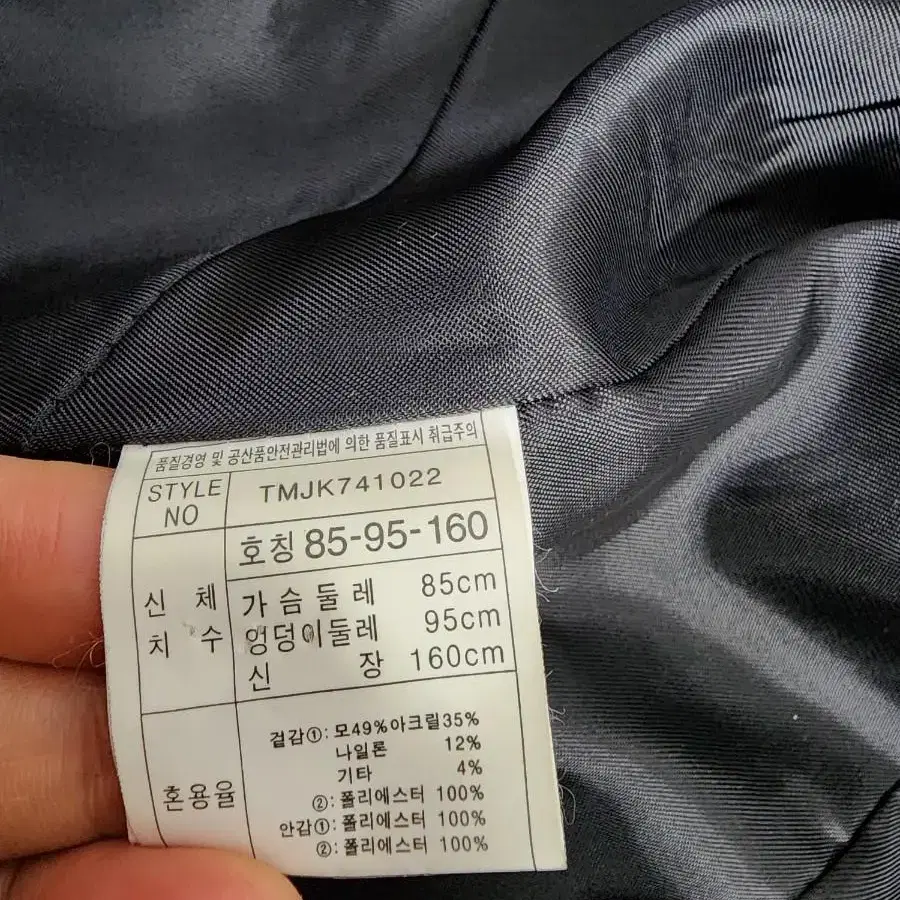 품질경영 및 공산품안전관리법에 의한 품질표시 취급주의
STYLE NO TMJK741022
호칭 85-95-160
신체 치수
가슴둘레 85cm
엉덩이둘레 95cm
신장 160cm
혼용율
겉감①: 모49%아크릴35%
나일론 12%
기타 4%
②: 폴리에스터 100%
안감①: 폴리에스터 100%
②: 폴리에스터 100%